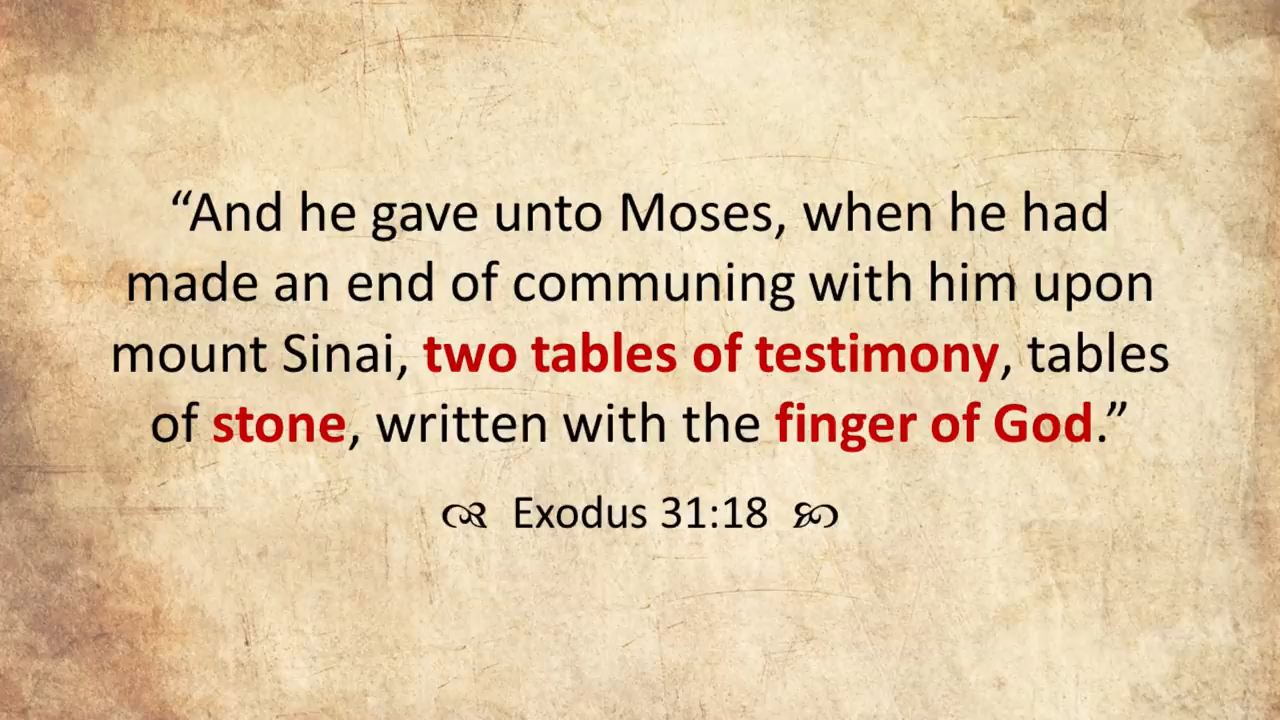 “And he gave unto Moses, when he had
made an end of communing with him upon
mount Sinai, two tables of testimony, tables
of stone, written with the finger of God.”
Exodus 31:18